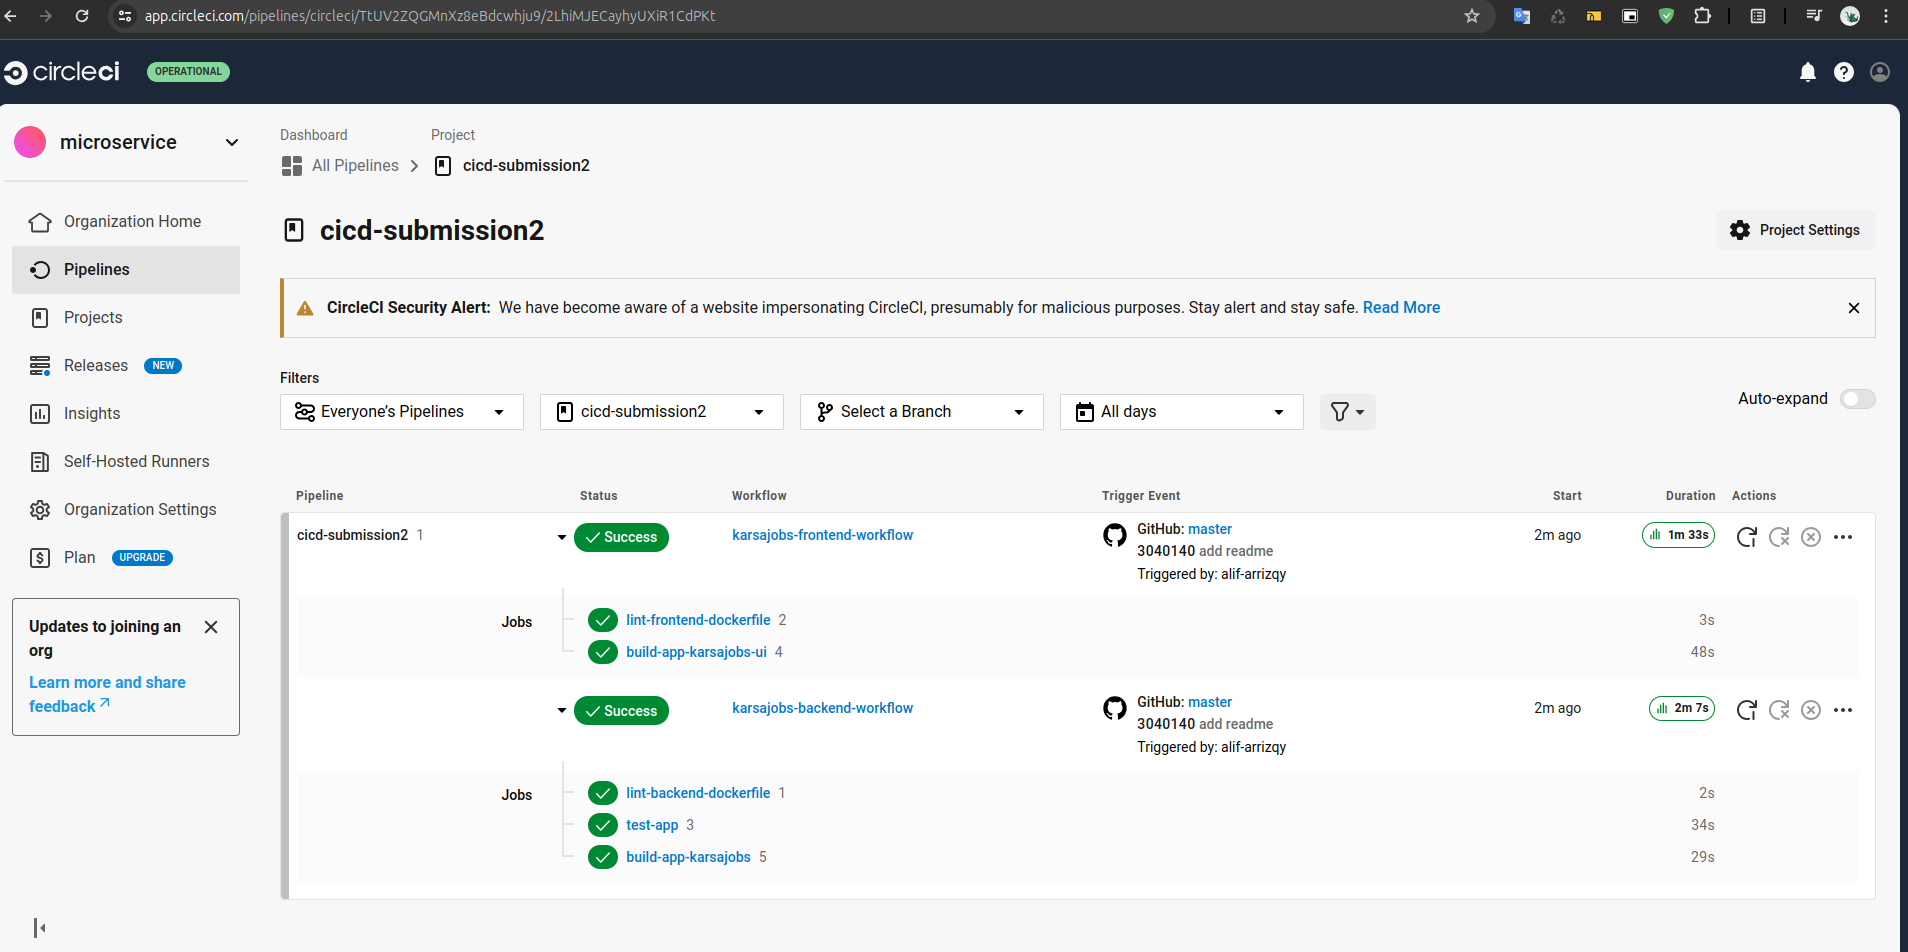 app.circleci.com/pipelines/circleci/TtUV2ZQGMnXz8eBdcwhju9/2LhiMJECayhyUXiR1CdPKt
circleci OPERATIONAL
microservice
Organization Home
Pipelines
Projects
Releases NEW
Insights
Self-Hosted Runners
Organization Settings
Plan UPGRADE
Updates to joining an
org
Learn more and share
feedback
Dashboard Project
All Pipelines cicd-submission2
cicd-submission2
Project Settings
CircleCI Security Alert: We have become aware of a website impersonating CircleCI, presumably for malicious purposes. Stay alert and stay safe. Read More
Filters
Everyone's Pipelines cicd-submission2 Select a Branch All days
Auto-expand
Pipeline Status Workflow Trigger Event Start Duration Actions
cicd-submission2 1 Success karsajobs-frontend-workflow GitHub: master 2m ago 1m 33s
3040140 add readme
Triggered by: alif-arrizqy
Jobs lint-frontend-dockerfile 2 3s
build-app-karsajobs-ui 4 48s
Success karsajobs-backend-workflow GitHub: master 2m ago 2m 7s
3040140 add readme
Triggered by: alif-arrizqy
Jobs lint-backend-dockerfile 1 2s
test-app 3 34s
build-app-karsajobs 5 29s